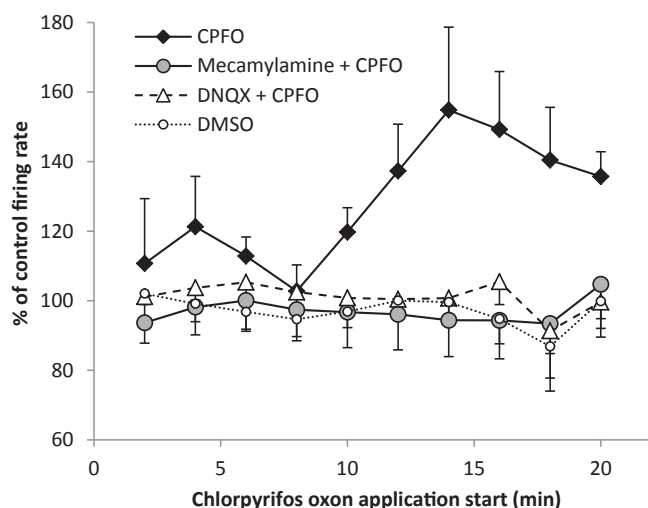 180
160
140
120
100
80
60
% of control firing rate
CPFO
Mecamylamine + CPFO
DNQX + CPFO
DMSO
0 5 10 15 20
Chlorpyrifos oxon application start (min)